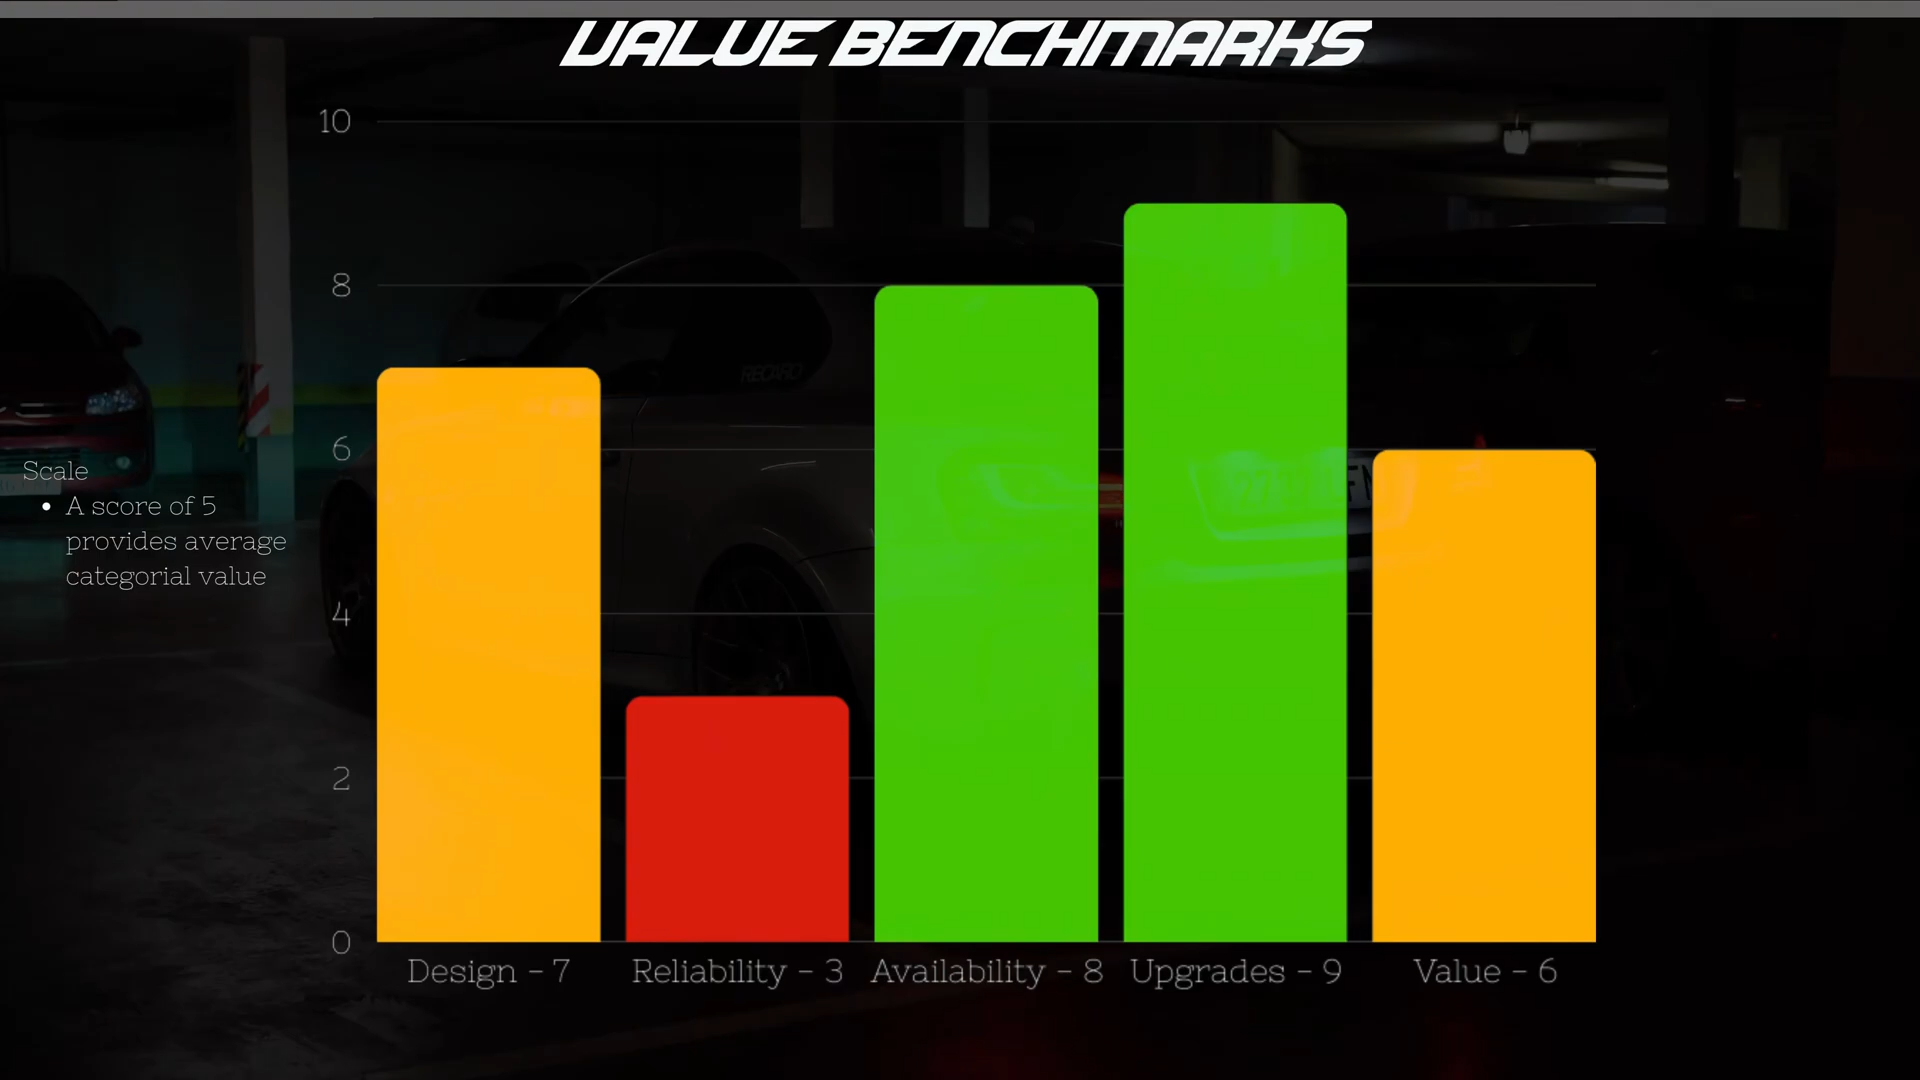 VALUE BENCHMARKS
10
8
6
4
2
0
Scale
• A score of 5
provides average
categorial value
RECARO
Design - 7
Reliability - 3
Availability - 8
Upgrades - 9
Value - 6